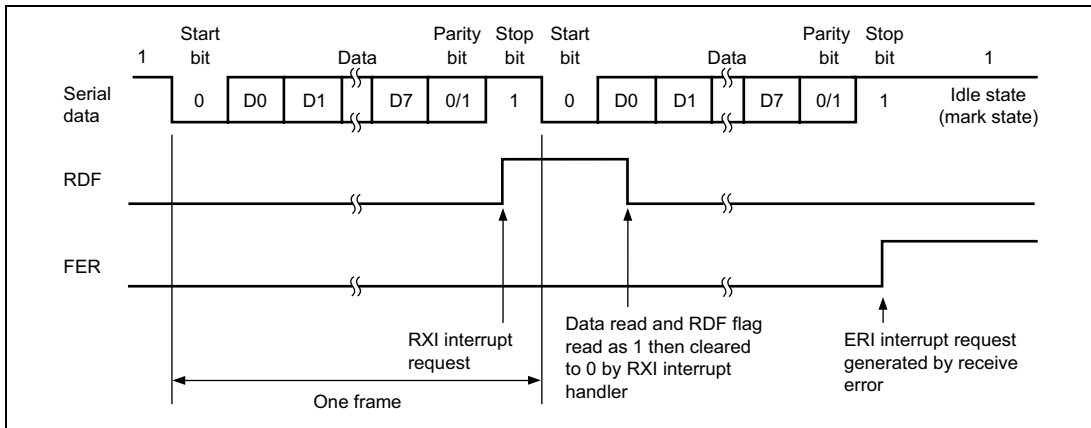 Start bit
Data
Parity bit
Stop bit
Start bit
Data
Parity bit
Stop bit
1
1
Serial data
0
D0
D1
D7
0/1
1
0
D0
D1
D7
0/1
1
Idle state
(mark state)
RDF
FER
RXI interrupt
request
Data read and RDF flag
read as 1 then cleared
to 0 by RXI interrupt
handler
ERI interrupt request
generated by receive
error
One frame